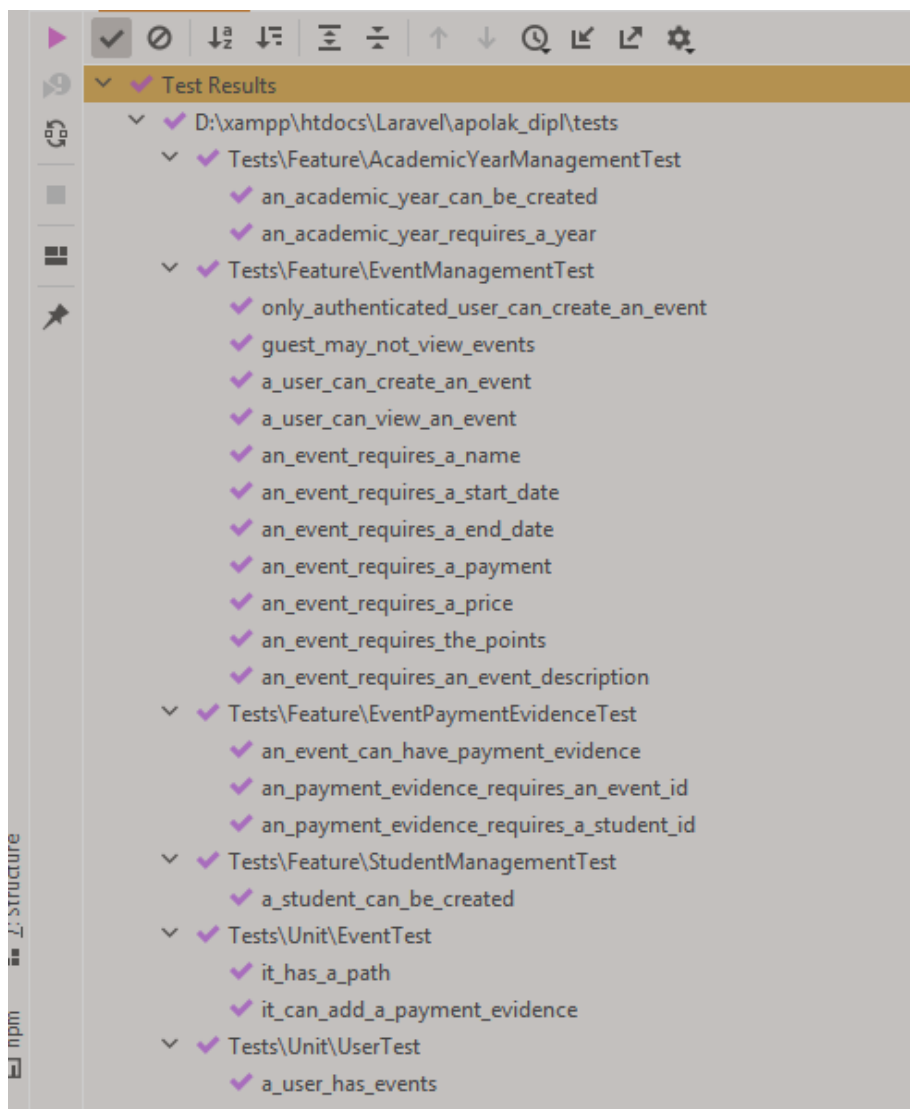 Test Results
D:\xampp\htdocs\Laravel\apolak_dipl\tests
Tests\Feature\AcademicYearManagementTest
an_academic_year_can_be_created
an_academic_year_requires_a_year
Tests\Feature\EventManagementTest
only_authenticated_user_can_create_an_event
guest_may_not_view_events
a_user_can_create_an_event
a_user_can_view_an_event
an_event_requires_a_name
an_event_requires_a_start_date
an_event_requires_a_end_date
an_event_requires_a_payment
an_event_requires_a_price
an_event_requires_the_points
an_event_requires_an_event_description
Tests\Feature\EventPaymentEvidenceTest
an_event_can_have_payment_evidence
an_payment_evidence_requires_an_event_id
an_payment_evidence_requires_a_student_id
Tests\Feature\StudentManagementTest
a_student_can_be_created
Tests\Unit\EventTest
it_has_a_path
it_can_add_a_payment_evidence
Tests\Unit\UserTest
a_user_has_events
7: Structure
npm